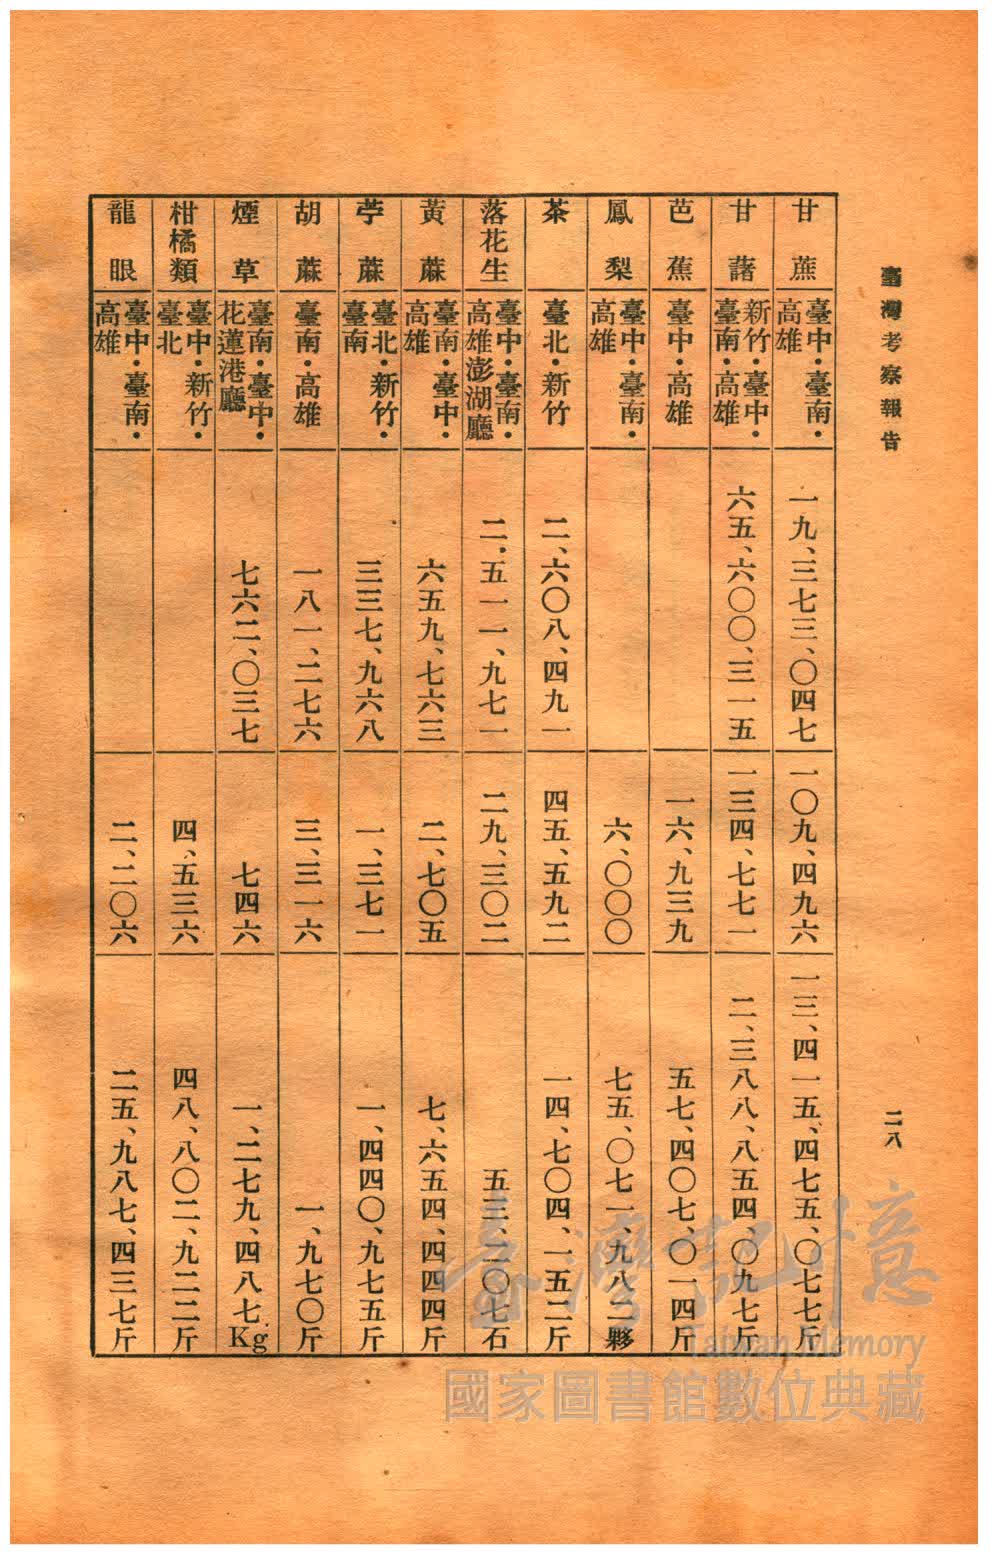 臺灣考察報告
二八
甘蔗
臺中・臺南・
高雄
一九、三七三、〇四七
一〇九、四九六
一三、四一五、四七五、〇七七斤
甘藷
新竹・臺中・
臺南・高雄
六五、六〇〇、三一五
一三四、七七一
二、三八八、八五四、〇九七斤
芭蕉
臺中・高雄
一六、九三九
五七、四〇七、〇一四斤
鳳梨
臺中・臺南・
高雄
六、〇〇〇
七五、〇七一、九八二夥
茶
臺北・新竹
二、六〇八、四九一
四五、五九二
一四、七〇四、一五二斤
落花生
臺中・臺南・
高雄澎湖廳
二・五一一、九七一
二九、三〇二
五三、二〇七石
黃蔴
臺南・臺中・
高雄
六五九、七六三
二、七〇五
七、六五四、四四四斤
苧蔴
臺北・新竹・
臺南
三三七、九六八
一、三七一
一、四四〇、九七五斤
胡蔴
臺南・高雄
一八一、二七六
三、三一六
一、九七〇斤
煙草
臺南・臺中・
花蓮港廳
七六二、〇三七
七四六
一、二七九、四八七Kg
柑橘類
臺中・新竹・
臺北
四、五三六
四八、八〇二、九二二斤
龍眼
臺中・臺南・
高雄
二、二〇六
二五、九八七、四三七斤
臺灣記憶
Taiwan Memory
國家圖書館數位典藏